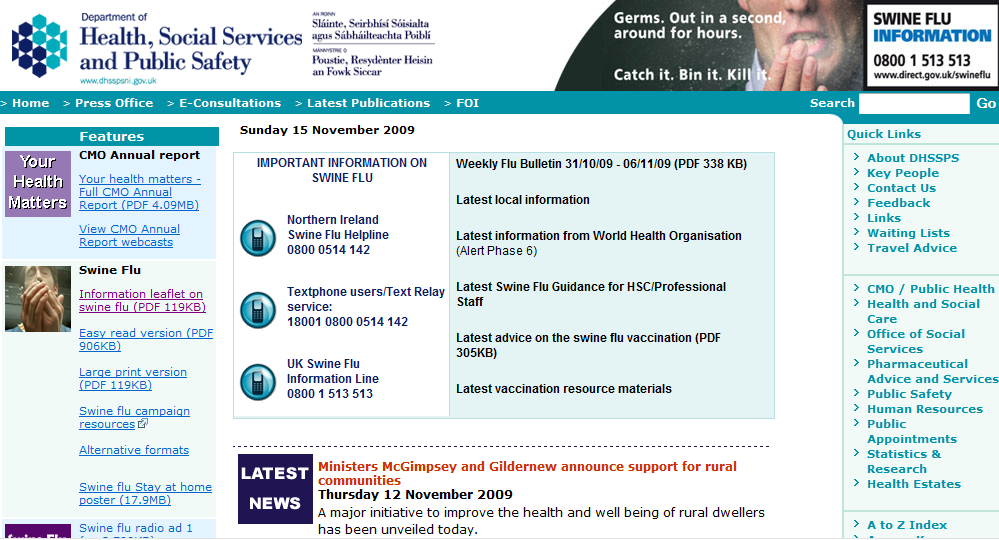 Department of
Health, Social Services
and Public Safety
www.dhsspsni.gov.uk
AN ROINN
Sláinte, Seirbhísí Sóisialta
agus Sábháilteachta Poiblí
MÄNNYSTRIE O
Poustie, Resydènter Heisin
an Fowk Siccar
Germs. Out in a second,
around for hours.
Catch it. Bin it. Kill it.
SWINE FLU
INFORMATION
0800 1 513 513
www.direct.gov.uk/swineflu
> Home > Press Office > E-Consultations > Latest Publications > FOI
Search Go
Features
Your
Health
Matters
CMO Annual report
Your health matters -
Full CMO Annual
Report (PDF 4.09MB)
View CMO Annual
Report webcasts
Swine Flu
Information leaflet on
swine flu (PDF 119KB)
Easy read version (PDF
906KB)
Large print version
(PDF 119KB)
Swine flu campaign
resources
Alternative formats
Swine flu Stay at home
poster (17.9MB)
Swine flu radio ad 1
Sunday 15 November 2009
IMPORTANT INFORMATION ON
SWINE FLU
Northern Ireland
Swine Flu Helpline
0800 0514 142
Textphone users/Text Relay
service:
18001 0800 0514 142
UK Swine Flu
Information Line
0800 1 513 513
Weekly Flu Bulletin 31/10/09 - 06/11/09 (PDF 338 KB)
Latest local information
Latest information from World Health Organisation
(Alert Phase 6)
Latest Swine Flu Guidance for HSC/Professional
Staff
Latest advice on the swine flu vaccination (PDF
305KB)
Latest vaccination resource materials
LATEST
NEWS
Ministers McGimpsey and Gildernew announce support for rural
communities
Thursday 12 November 2009
A major initiative to improve the health and well being of rural dwellers
has been unveiled today.
Quick Links
About DHSSPS
Key People
Contact Us
Feedback
Links
Waiting Lists
Travel Advice
CMO / Public Health
Health and Social
Care
Office of Social
Services
Pharmaceutical
Advice and Services
Public Safety
Human Resources
Public
Appointments
Statistics &
Research
Health Estates
A to Z Index